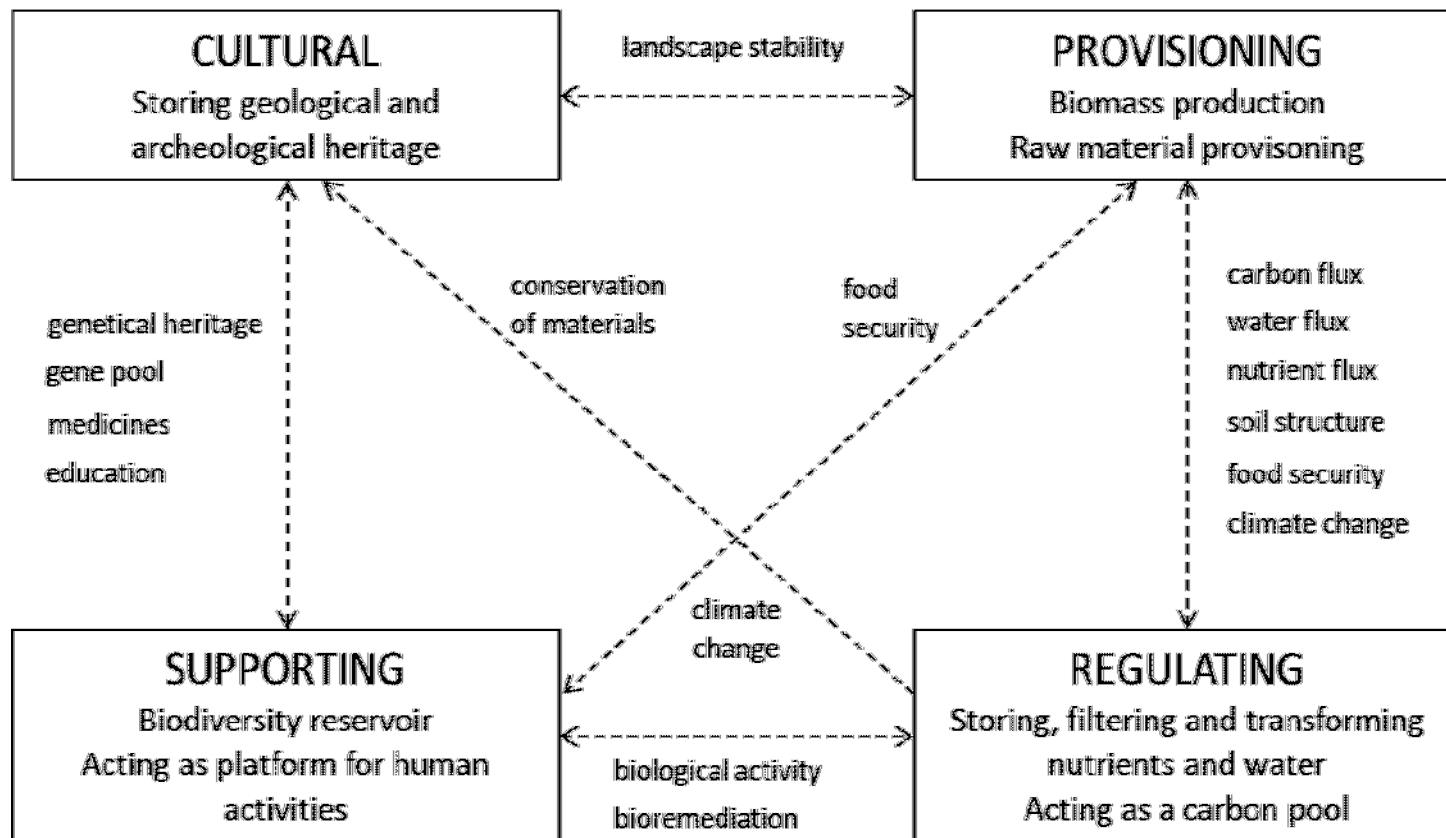 CULTURAL
Storing geological and
archeological heritage
landscape stability
PROVISIONING
Biomass production
Raw material provisoning
genetical heritage
gene pool
medicines
education
conservation
of materials
food
security
carbon flux
water flux
nutrient flux
soil structure
food security
climate change
climate
change
SUPPORTING
Biodiversity reservoir
Acting as platform for human
activities
biological activity
bioremediation
REGULATING
Storing, filtering and transforming
nutrients and water
Acting as a carbon pool